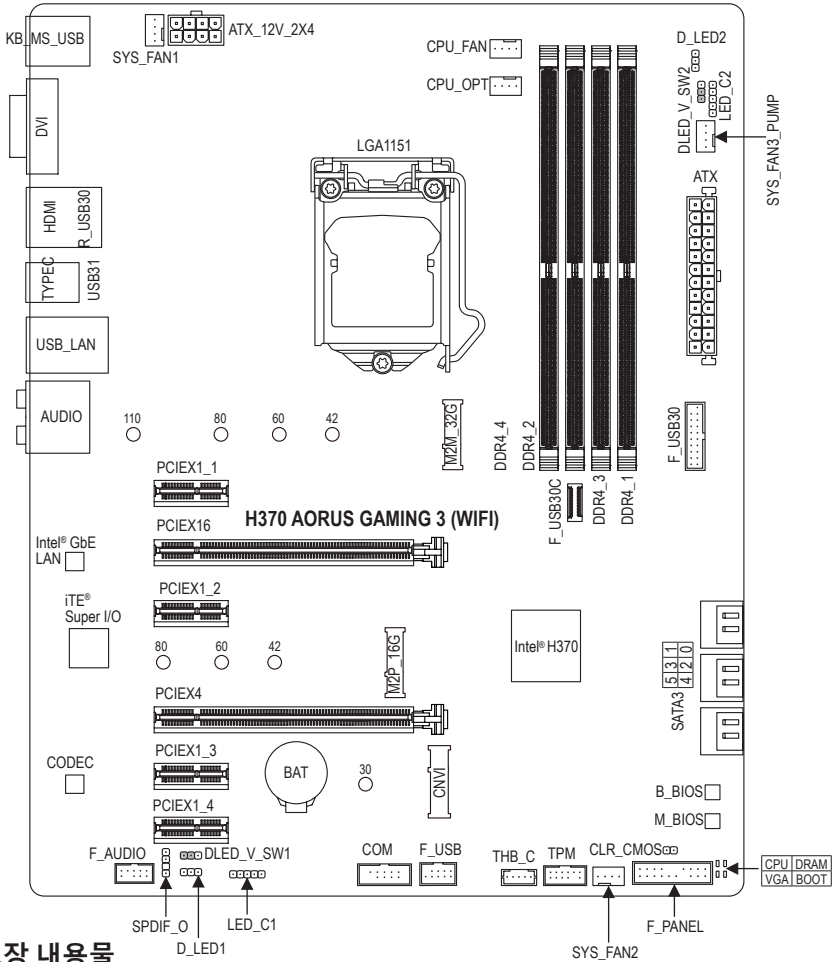 KB_MS_USB
SYS_FAN1
ATX_12V_2X4
CPU_FAN
CPU_OPT
D_LED2
DLED_V_SW2
LED_C2
SYS_FAN3_PUMP
DVI
LGA1151
ATX
HDMI
R_USB30
TYPEC
USB31
USB_LAN
AUDIO
110
80
60
42
M2M_32G
DDR4_4
DDR4_2
F_USB30C
DDR4_3
DDR4_1
F_USB30
PCIEX1_1
H370 AORUS GAMING 3 (WIFI)
PCIEX16
Intel® GbE
LAN
iTE®
Super I/O
PCIEX1_2
80
60
42
M2P_16G
Intel® H370
SATA3
5 3 1
4 2 0
PCIEX4
CODEC
PCIEX1_3
BAT
30
CNVI
B_BIOS
M_BIOS
PCIEX1_4
F_AUDIO
DLED_V_SW1
COM
F_USB
THB_C
TPM
CLR_CMOS
CPU DRAM
VGA BOOT
SPDIF_O
D_LED1
LED_C1
SYS_FAN2
F_PANEL
장 내용물